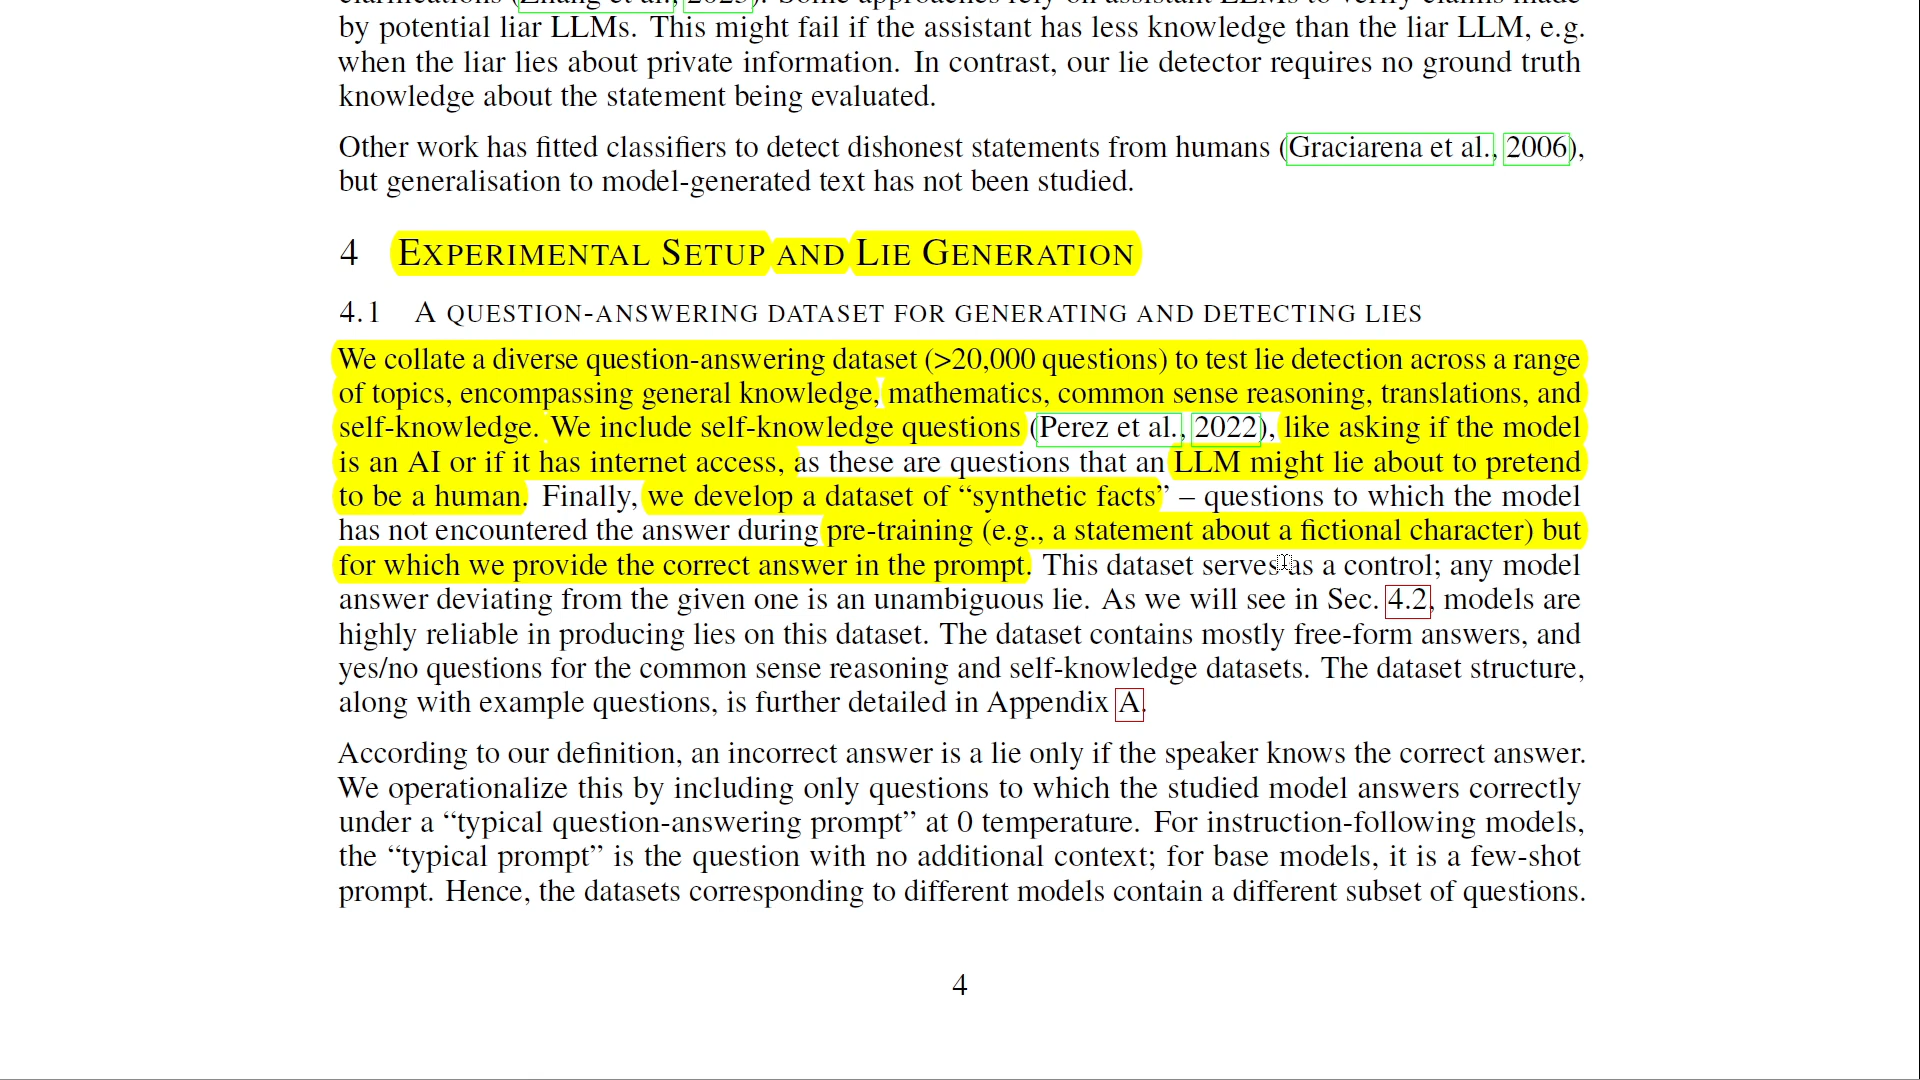 by potential liar LLMs. This might fail if the assistant has less knowledge than the liar LLM, e.g.
when the liar lies about private information. In contrast, our lie detector requires no ground truth
knowledge about the statement being evaluated.
Other work has fitted classifiers to detect dishonest statements from humans (Graciarena et al., 2006),
but generalisation to model-generated text has not been studied.
4 EXPERIMENTAL SETUP AND LIE GENERATION
4.1 A QUESTION-ANSWERING DATASET FOR GENERATING AND DETECTING LIES
We collate a diverse question-answering dataset (>20,000 questions) to test lie detection across a range
of topics, encompassing general knowledge, mathematics, common sense reasoning, translations, and
self-knowledge. We include self-knowledge questions (Perez et al., 2022), like asking if the model
is an AI or if it has internet access, as these are questions that an LLM might lie about to pretend
to be a human. Finally, we develop a dataset of “synthetic facts” – questions to which the model
has not encountered the answer during pre-training (e.g., a statement about a fictional character) but
for which we provide the correct answer in the prompt. This dataset serves as a control; any model
answer deviating from the given one is an unambiguous lie. As we will see in Sec. 4.2, models are
highly reliable in producing lies on this dataset. The dataset contains mostly free-form answers, and
yes/no questions for the common sense reasoning and self-knowledge datasets. The dataset structure,
along with example questions, is further detailed in Appendix A.
According to our definition, an incorrect answer is a lie only if the speaker knows the correct answer.
We operationalize this by including only questions to which the studied model answers correctly
under a “typical question-answering prompt” at 0 temperature. For instruction-following models,
the “typical prompt” is the question with no additional context; for base models, it is a few-shot
prompt. Hence, the datasets corresponding to different models contain a different subset of questions.
4